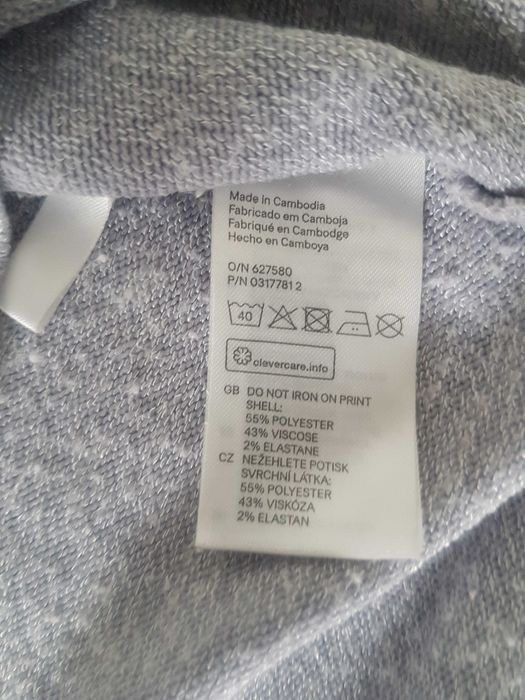 Made in Cambodia
Fabricado em Camboja
Fabriqué en Cambodge
Hecho en Camboya
O/N 627580
P/N 0317781 2
40
clevercare.info
GB DO NOT IRON ON PRINT
SHELL:
55% POLYESTER
43% VISCOSE
2% ELASTANE
CZ NEŽEHLETE POTISK
SVRCHNÍ LÁTKA:
55% POLYESTER
43% VISKÓZA
2% ELASTAN